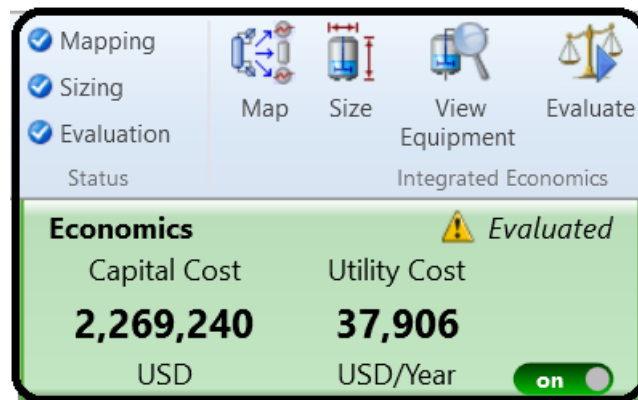 Mapping
Sizing
Evaluation
Status
Map
Size
View
Equipment
Evaluate
Integrated Economics
Economics
Evaluated
Capital Cost
Utility Cost
2,269,240
37,906
USD
USD/Year
on